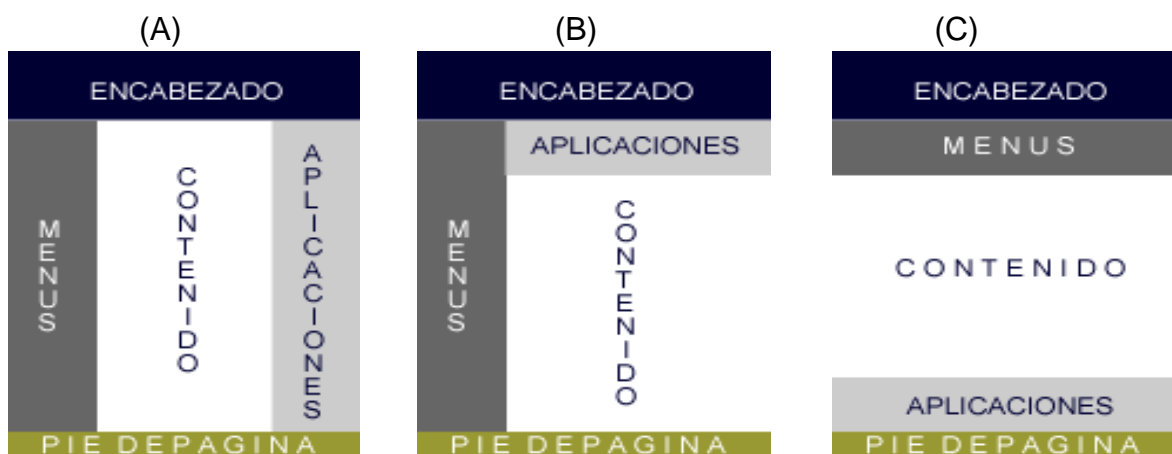 (A)
ENCABEZADO
MENUS
CONTENIDO
APLICACIONES
PIE DEPAGINA
(B)
ENCABEZADO
APLICACIONES
MENUS
CONTENIDO
PIE DEPAGINA
(C)
ENCABEZADO
MENUS
CONTENIDO
APLICACIONES
PIE DEPAGINA